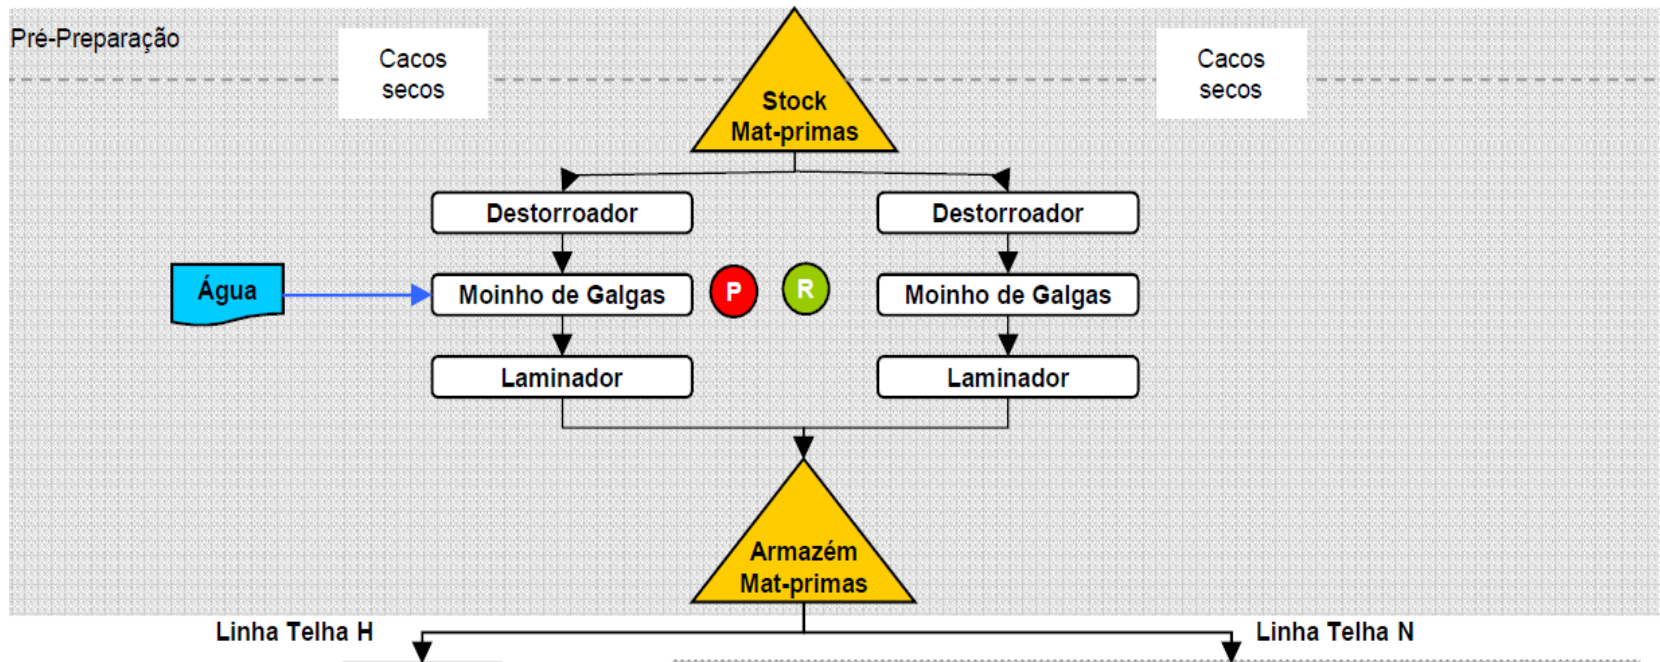 Pré-Preparação
Cacos
secos
Cacos
secos
Stock
Mat-primas
Destorroador
Destorroador
Água
Moinho de Galgas
P
R
Moinho de Galgas
Laminador
Laminador
Armazém
Mat-primas
Linha Telha H
Linha Telha N